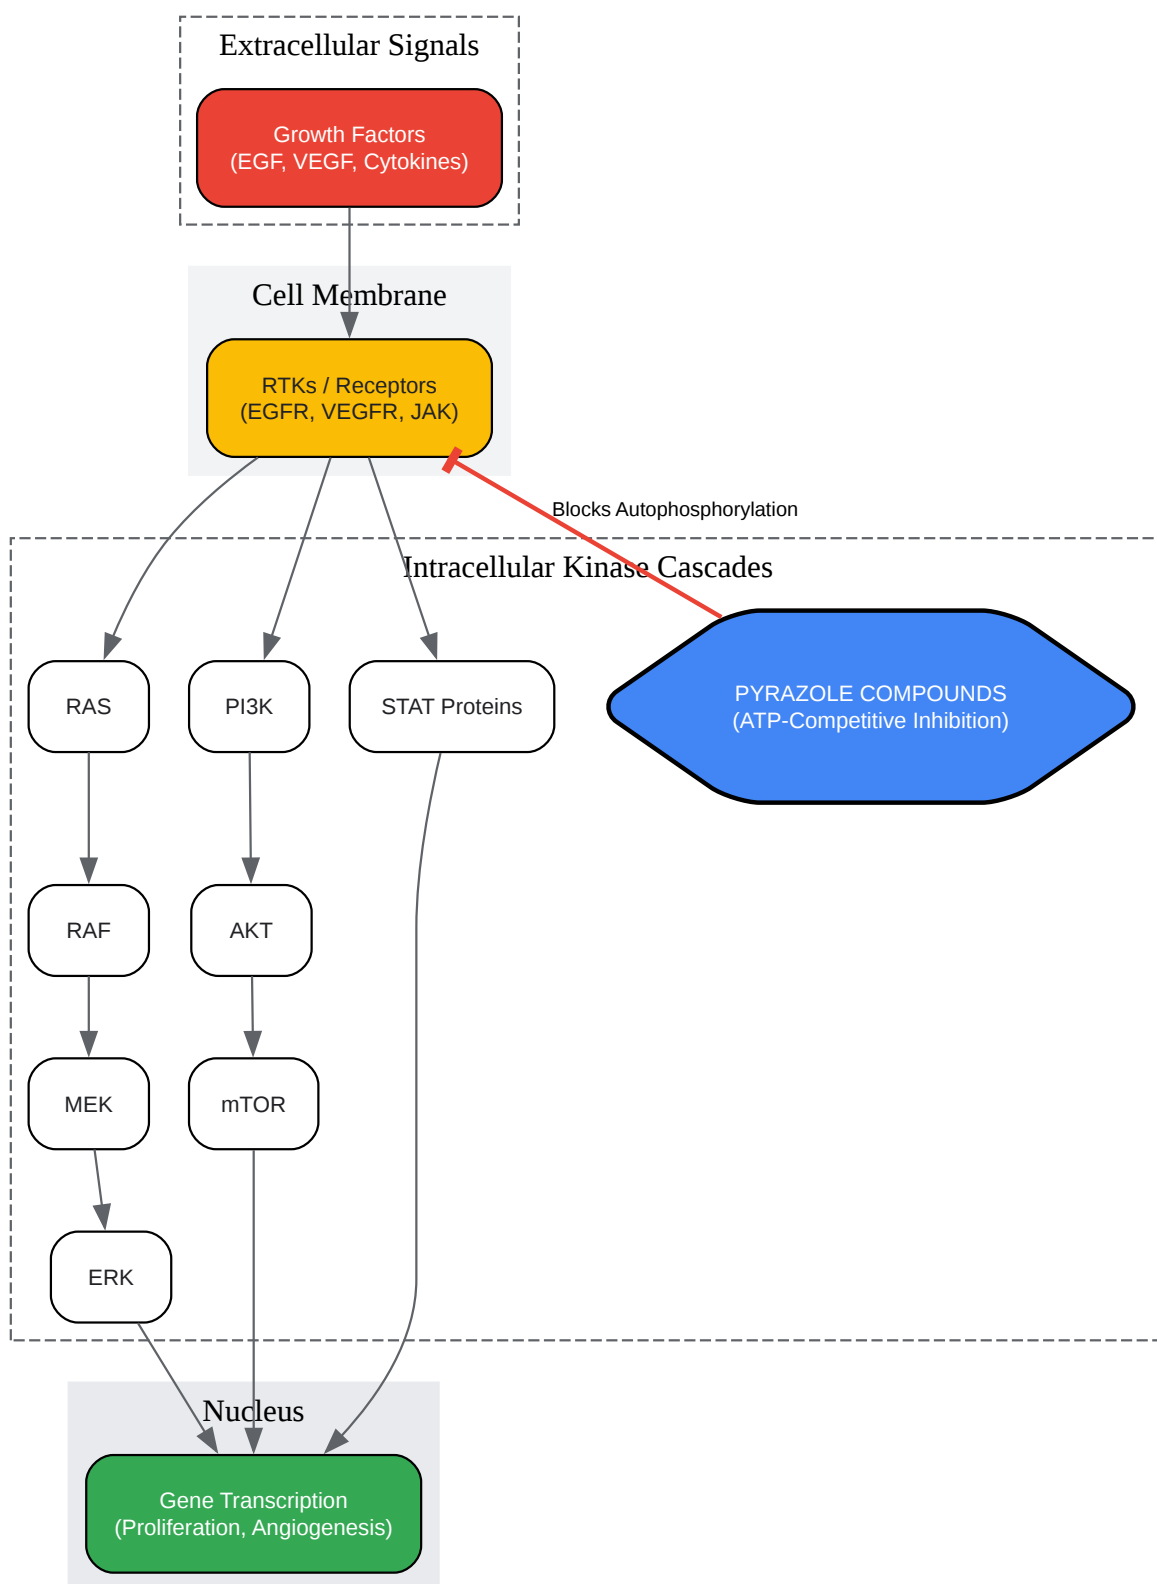 Extracellular Signals
Growth Factors
(EGF, VEGF, Cytokines)
Cell Membrane
RTKs / Receptors
(EGFR, VEGFR, JAK)
Blocks Autophosphorylation
Intracellular Kinase Cascades
RAS
PI3K
STAT Proteins
PYRAZOLE COMPOUNDS
(ATP-Competitive Inhibition)
RAF
AKT
MEK
mTOR
ERK
Nucleus
Gene Transcription
(Proliferation, Angiogenesis)